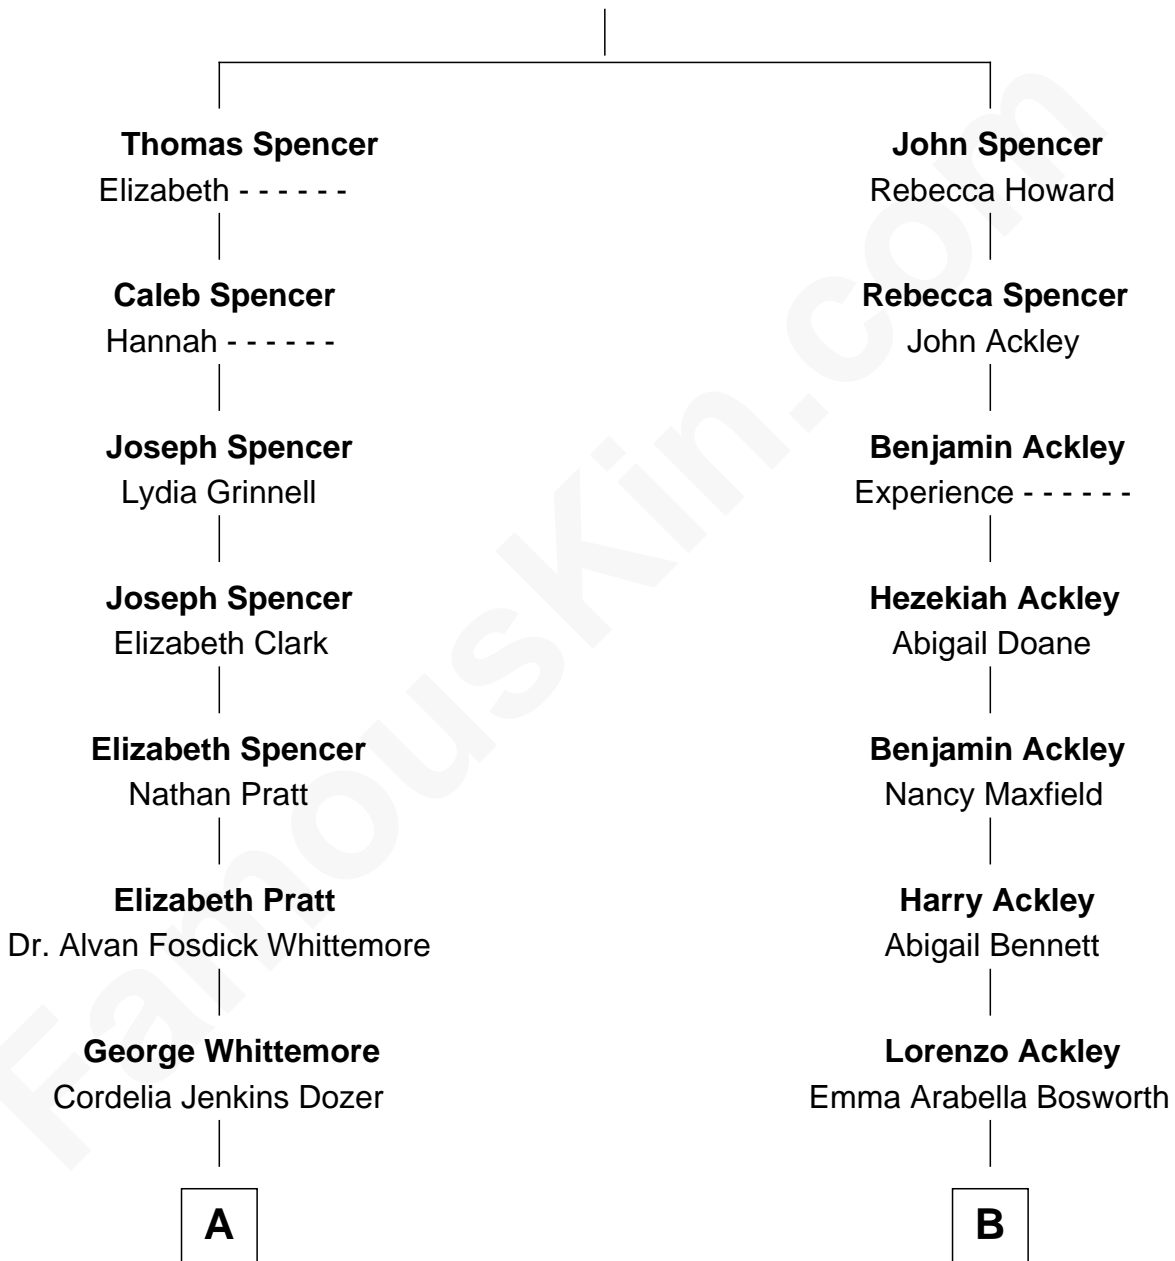 Thomas Spencer
Elizabeth - - - - - -
Caleb Spencer
Hannah - - - - - -
Joseph Spencer
Lydia Grinnell
Joseph Spencer
Elizabeth Clark
Elizabeth Spencer
Nathan Pratt
Elizabeth Pratt
Dr. Alvan Fosdick Whittemore
George Whittemore
Cordelia Jenkins Dozer
A
John Spencer
Rebecca Howard
Rebecca Spencer
John Ackley
Benjamin Ackley
Experience - - - - - -
Hezekiah Ackley
Abigail Doane
Benjamin Ackley
Nancy Maxfield
Harry Ackley
Abigail Bennett
Lorenzo Ackley
Emma Arabella Bosworth
B
FamousKin.com